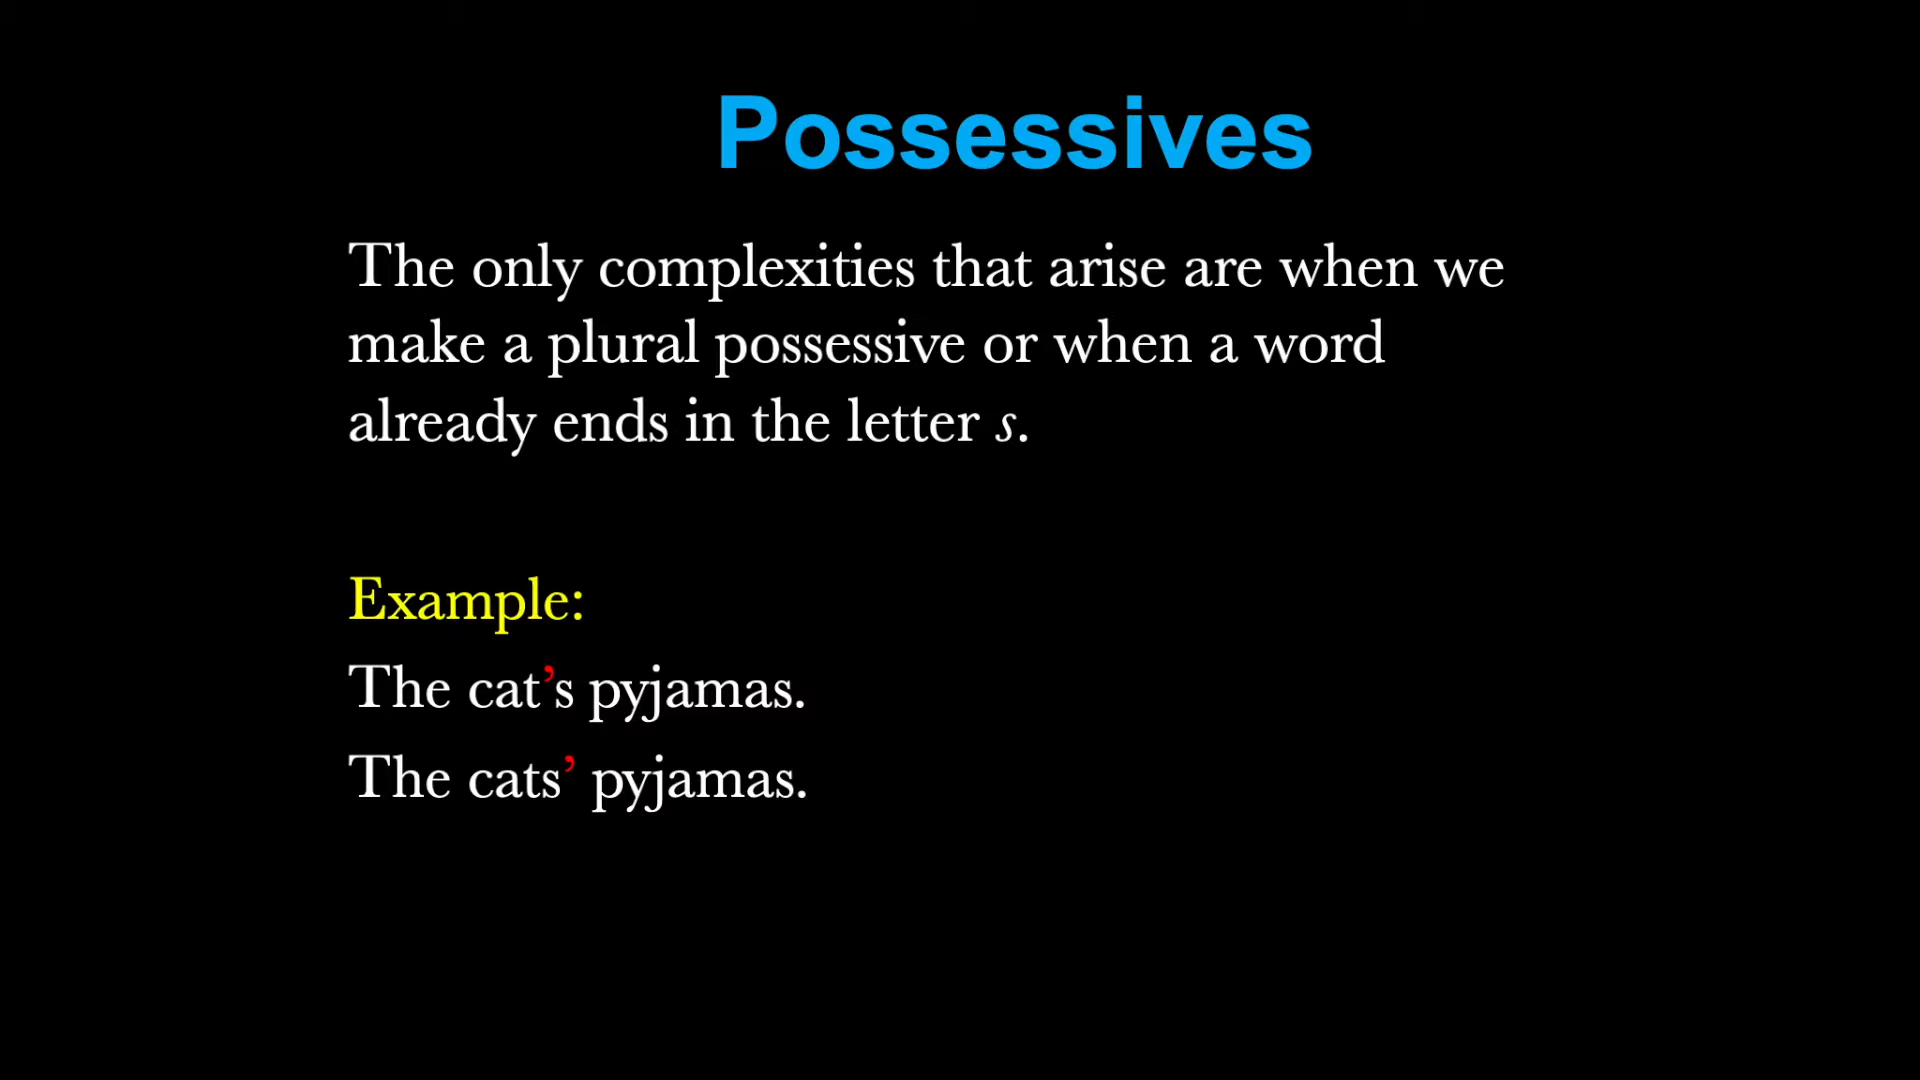 Possessives
The only complexities that arise are when we
make a plural possessive or when a word
already ends in the letter s.
Example:
The cat’s pyjamas.
The cats’ pyjamas.